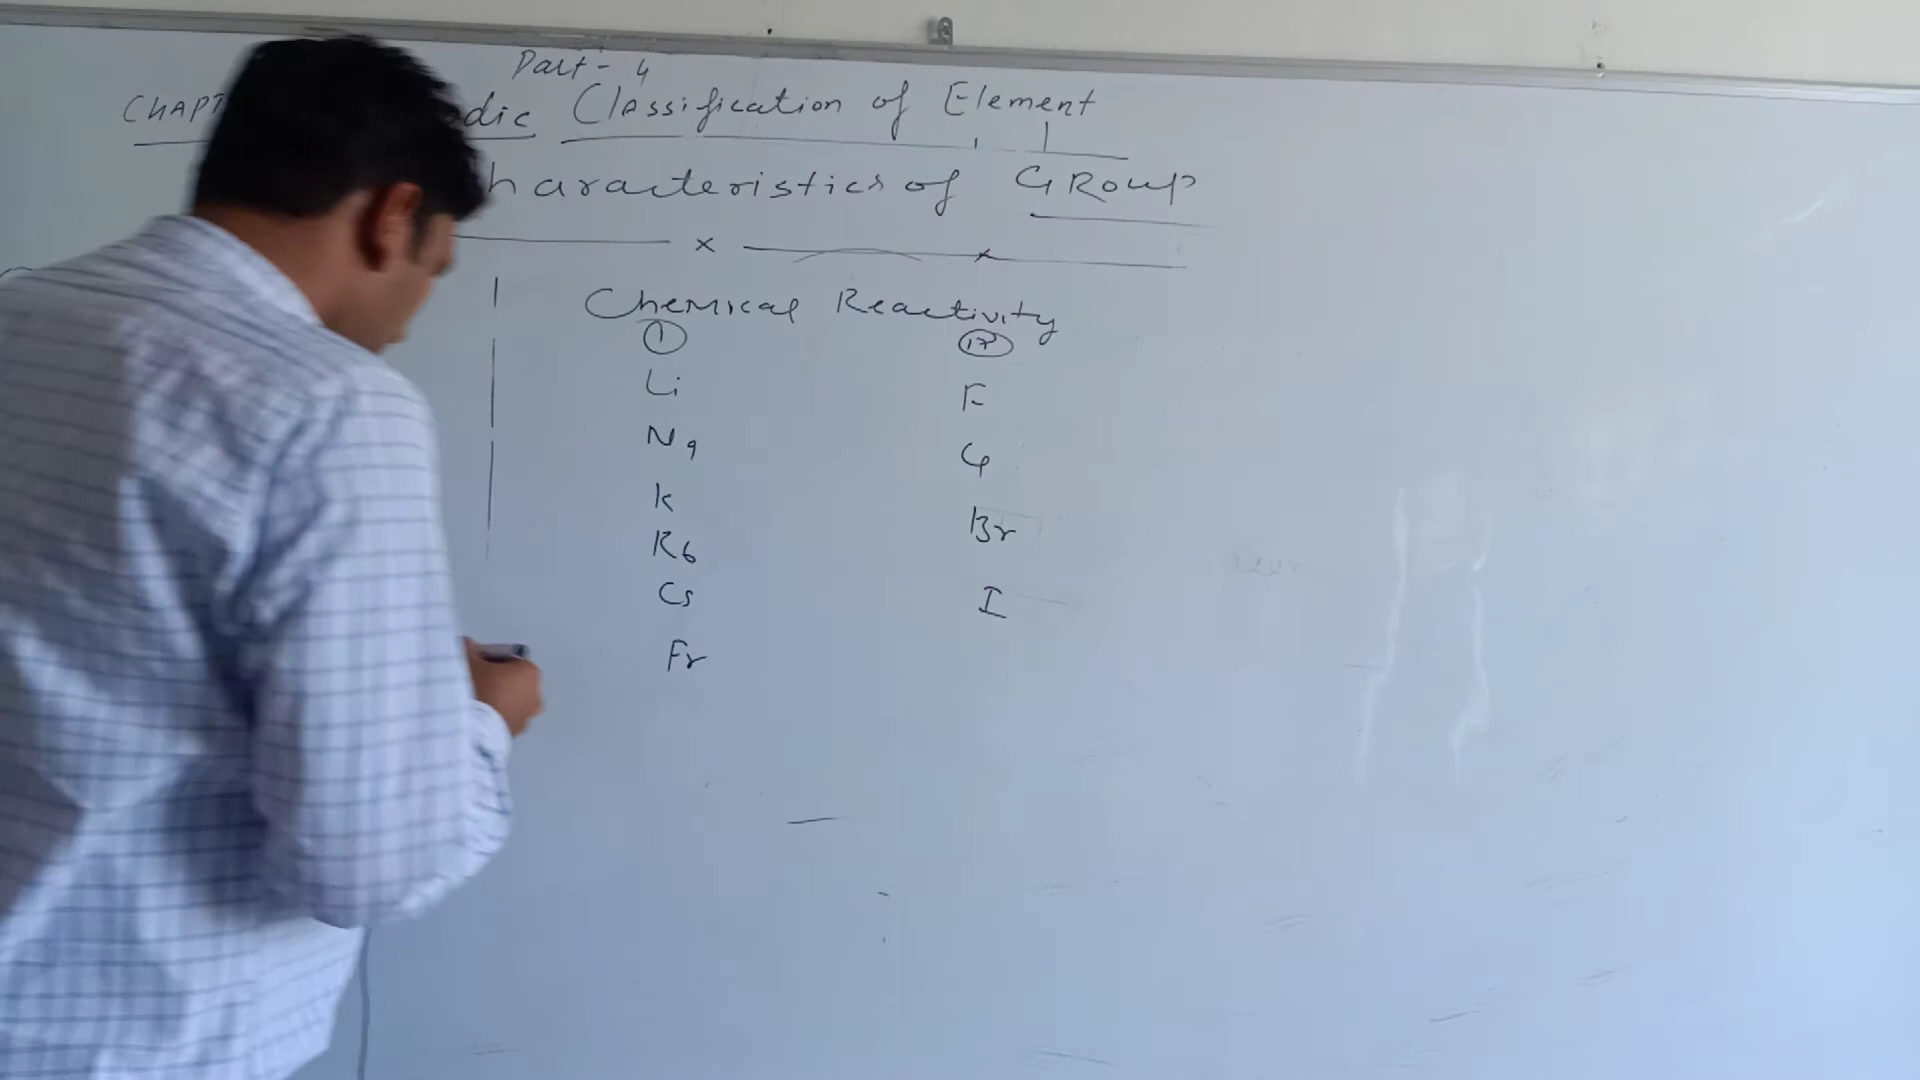 Part - 4
CHAPT dic Classification of Element
haracteristics of GROUP
x x
Chemical Reactivity
1 17
Li F
Na Cl
K Br
Rb I
Cs
Fr